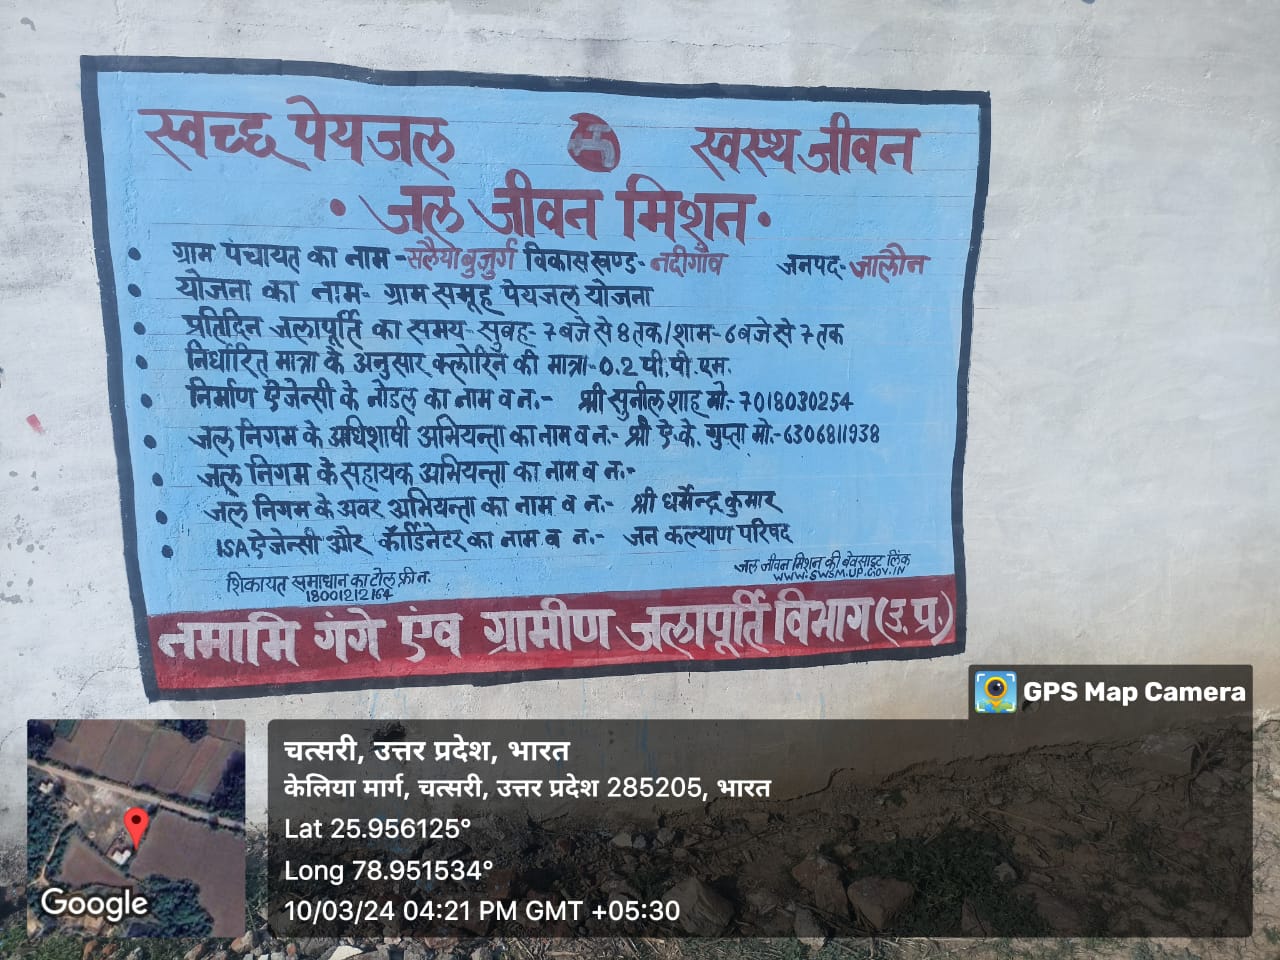 स्वच्छ पेयजल स्वस्थ जीवन
• जल जीवन मिशन •
• ग्राम पंचायत का नाम - सलैया बुजुर्ग विकास खण्ड - नदीगाँव जनपद - जालौन
• योजना का नाम - ग्राम समूह पेयजल योजना
• प्रतिदिन जलापूर्ति का समय - सुबह - 7 बजे से 8 तक / शाम - 6 बजे से 7 तक
• निर्धारित मात्रा के अनुसार क्लोरिन की मात्रा - 0.2 पी.पी.एम.
• निर्माण ऐजेन्सी के नोडल का नाम व न. - श्री सुनील शाह मो. - 7018030254
• जल निगम के अधिशाषी अभियन्ता का नाम व न. - श्री ऐ.के. गुप्ता मो. - 6306811938
• जल निगम के सहायक अभियन्ता का नाम व न. -
• जल निगम के अवर अभियन्ता का नाम व न. - श्री धर्मेन्द्र कुमार
• ISA ऐजेन्सी और कॉर्डिनेटर का नाम व न. - जन कल्याण परिषद
शिकायत समाधान का टोल फ्री न. जल जीवन मिशन की वेवसाइट लिंक
18001212164 WWW.SWSM.UP.GOV.IN
नमामि गंगे एंव ग्रामीण जलापूर्ति विभाग (उ.प्र.)
GPS Map Camera
चत्सरी, उत्तर प्रदेश, भारत
केलिया मार्ग, चत्सरी, उत्तर प्रदेश 285205, भारत
Lat 25.956125°
Long 78.951534°
10/03/24 04:21 PM GMT +05:30
Google